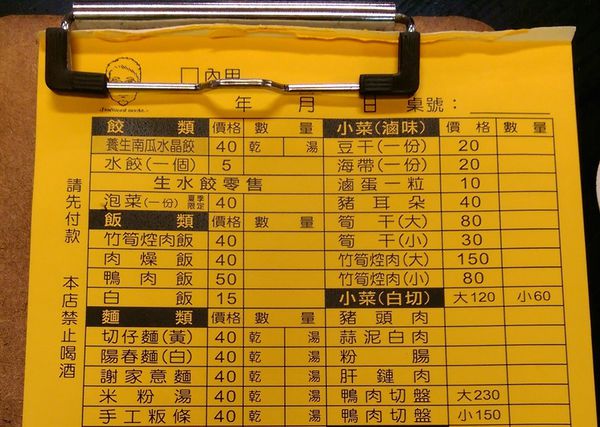 內用
年 月 日 桌號：
餃 類 價格 數 量 小菜(滷味) 價 格 數 量
養生南瓜水晶餃 40 乾 湯 豆干(一份) 20
水餃(一個) 5 海帶(一份) 20
生水餃零售 滷蛋一粒 10
泡菜(一份) 夏季限定 40 豬耳朵 40
飯 類 價格 數 量 筍干(大) 80
竹筍焢肉飯 40 筍干(小) 30
肉燥飯 40 竹筍焢肉(大) 150
鴨肉飯 50 竹筍焢肉(小) 80
白飯 15 小菜(白切) 大120 小60
麵 類 價格 數 量 豬頭肉
切仔麵(黃) 40 乾 湯 蒜泥白肉
陽春麵(白) 40 乾 湯 粉腸
謝家意麵 40 乾 湯 肝鏈肉
米粉湯 40 乾 湯 鴨肉切盤 大230
手工粄條 40 乾 湯 鴨肉切盤 小150
請先付款 本店禁止喝酒